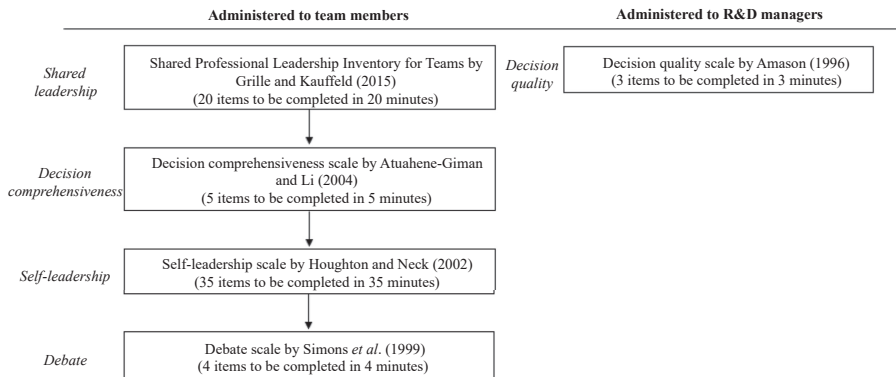 Administered to team members
Administered to R&D managers
Shared
leadership
Shared Professional Leadership Inventory for Teams by
Grille and Kauffeld (2015)
(20 items to be completed in 20 minutes)
Decision
quality
Decision quality scale by Amason (1996)
(3 items to be completed in 3 minutes)
Decision
comprehensiveness
Decision comprehensiveness scale by Atuahene-Giman
and Li (2004)
(5 items to be completed in 5 minutes)
Self-leadership
Self-leadership scale by Houghton and Neck (2002)
(35 items to be completed in 35 minutes)
Debate
Debate scale by Simons et al. (1999)
(4 items to be completed in 4 minutes)